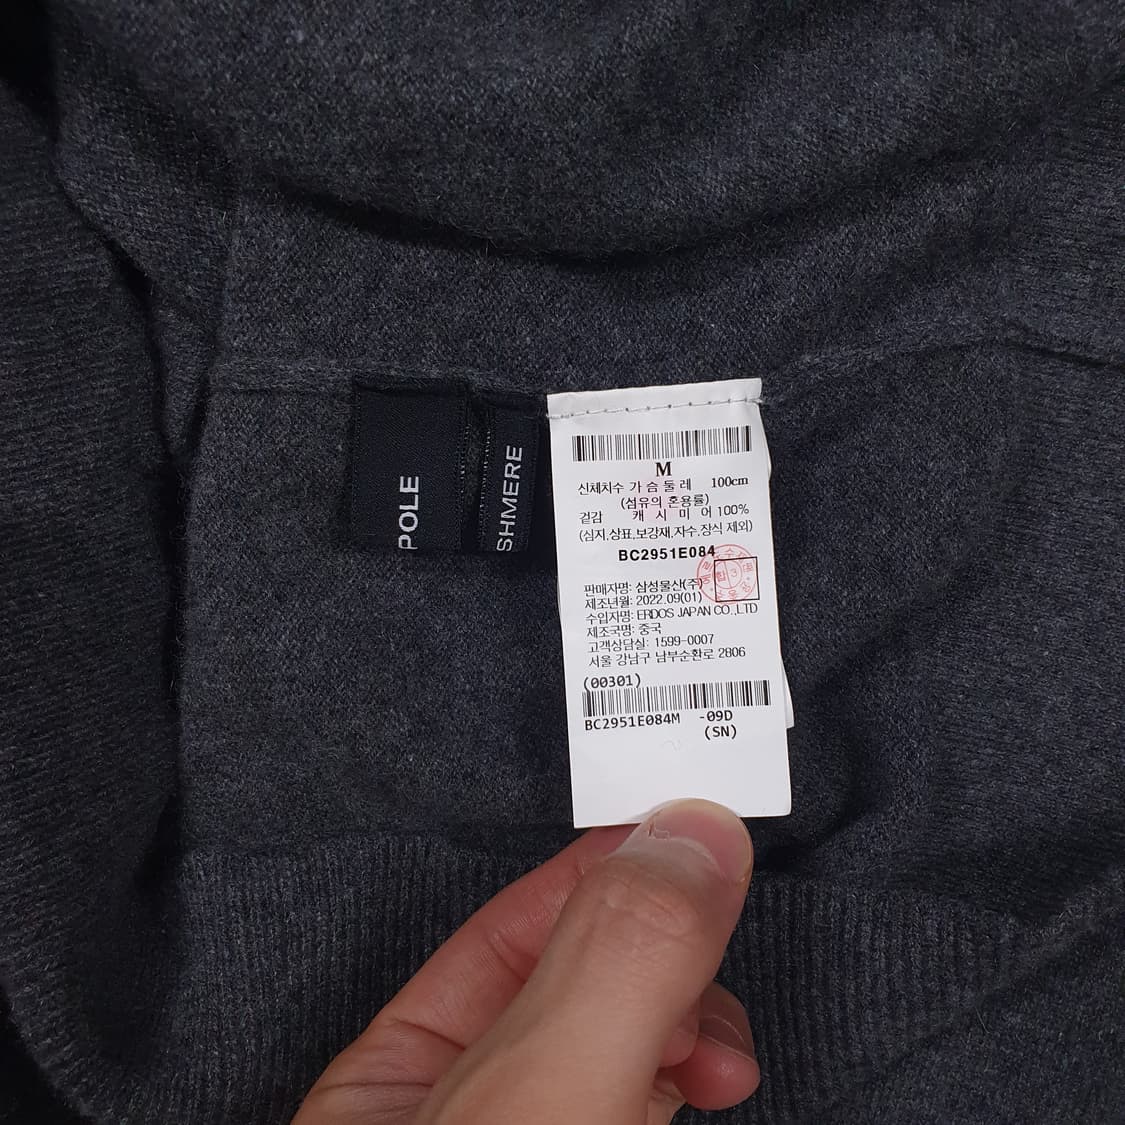 POLE
SHMERE
M
신체치수 가 슴 둘 레 100cm
(섬유의 혼용률)
겉감 캐 시 미 어 100%
(심지,상표,보강재,자수,장식 제외)
BC2951E084
판매자명: 삼성물산(주)
제조년월: 2022.09(01)
수입자명: ERDOS JAPAN CO.,LTD
제조국명: 중국
고객상담실: 1599-0007
서울 강남구 남부순환로 2806
(00301)
BC2951E084M -09D
(SN)